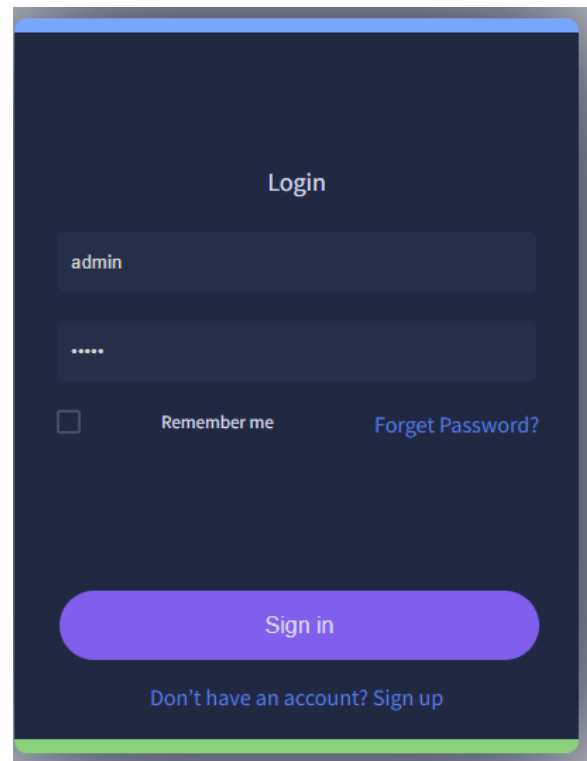 Login
admin
•••••
Remember me Forget Password?
Sign in
Don't have an account? Sign up